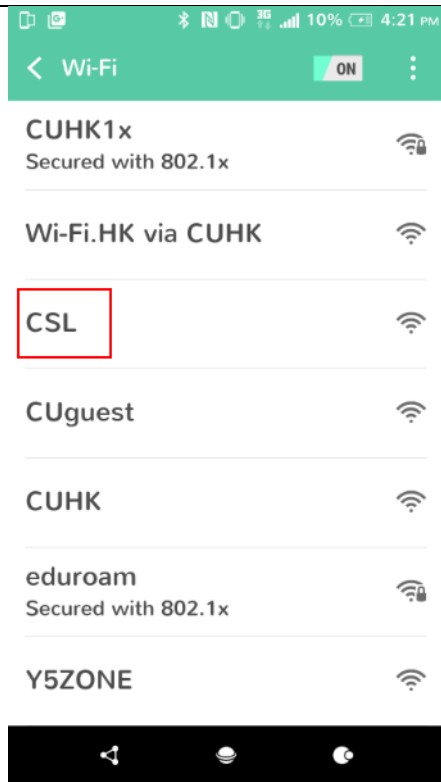 3G 10% 4:21 PM
Wi-Fi ON
CUHK1x
Secured with 802.1x
Wi-Fi.HK via CUHK
CSL
CUguest
CUHK
eduroam
Secured with 802.1x
Y5ZONE